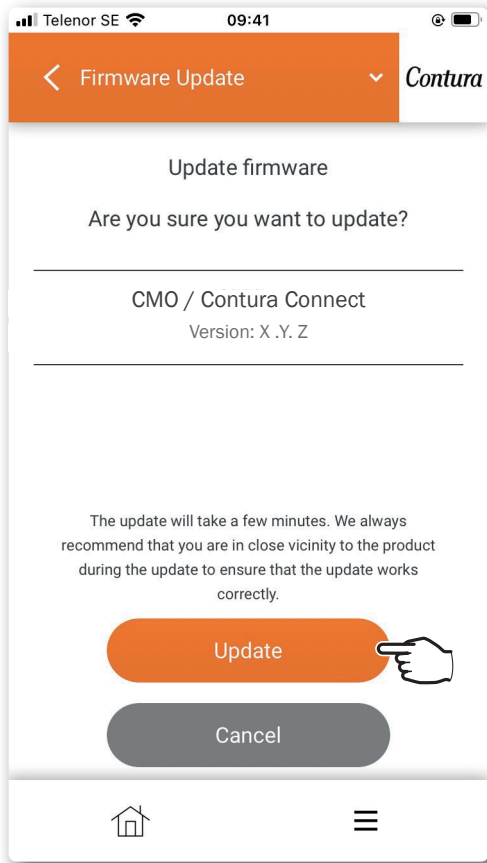 Telenor SE 09:41
Firmware Update
Contura
Update firmware
Are you sure you want to update?
CMO / Contura Connect
Version: X .Y. Z
The update will take a few minutes. We always
recommend that you are in close vicinity to the product
during the update to ensure that the update works
correctly.
Update
Cancel